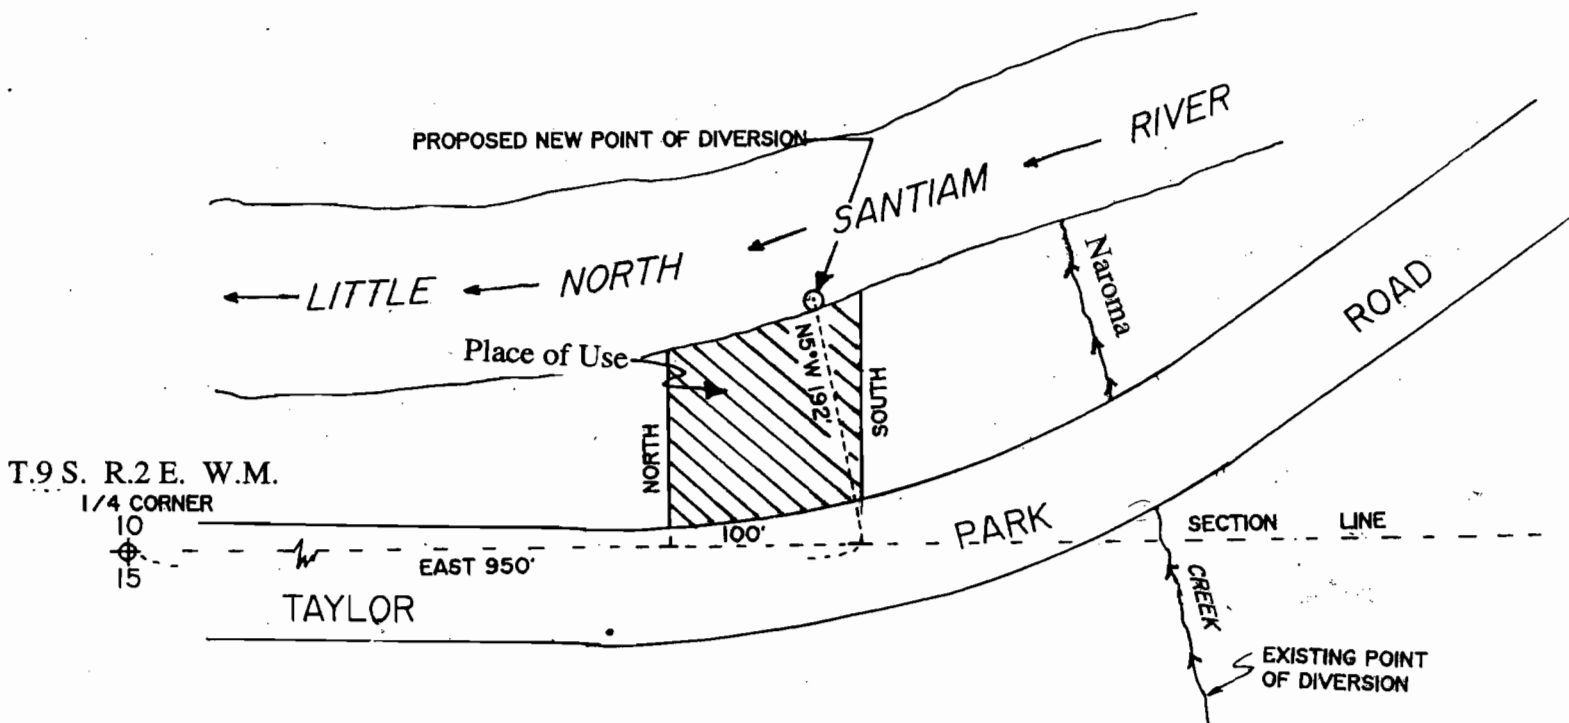 PROPOSED NEW POINT OF DIVERSION
LITTLE NORTH SANTIAM RIVER
Naroma
ROAD
Place of Use
N5°W 192'
NORTH
SOUTH
T.9 S. R.2 E. W.M.
1/4 CORNER
10
15
100'
EAST 950'
PARK
SECTION LINE
TAYLOR
CREEK
EXISTING POINT
OF DIVERSION